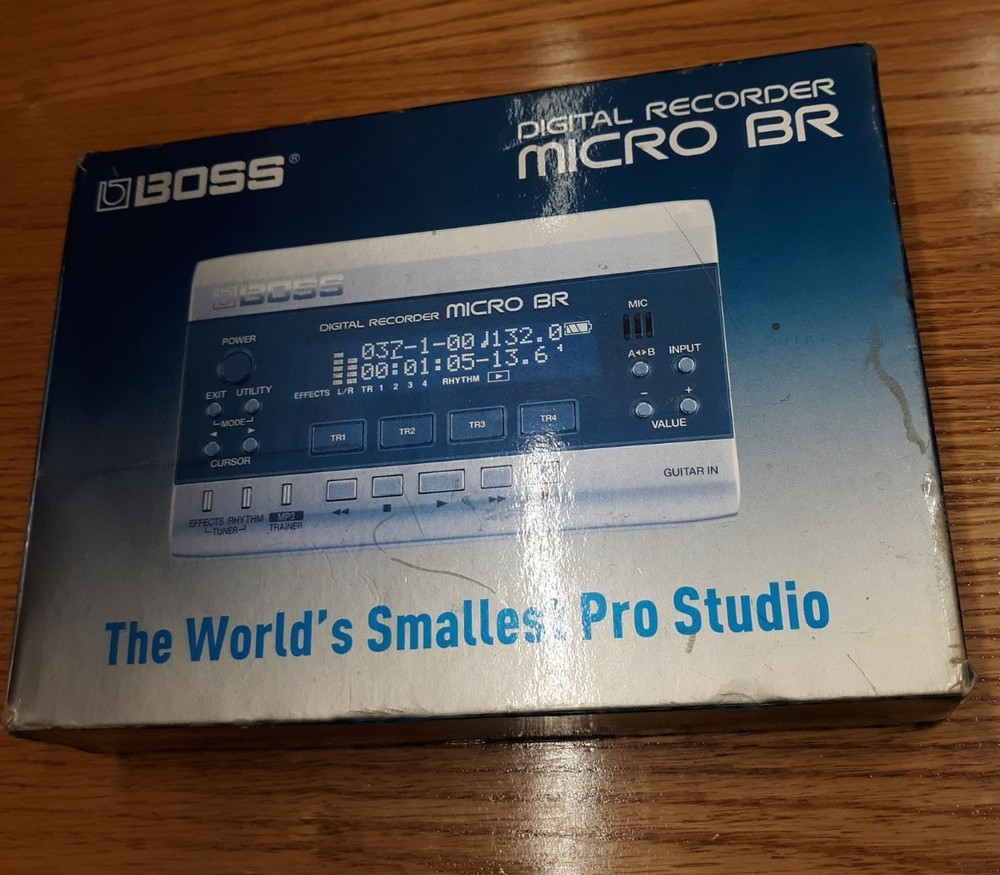 BOSS®
DIGITAL RECORDER
MICRO BR
BOSS
DIGITAL RECORDER MICRO BR
MIC
POWER
037-1-00 ♩132.0
00:01:05-13.6 4
A◄►B INPUT
EXIT UTILITY
EFFECTS L/R TR 1 2 3 4 RHYTHM ►
MODE
- +
VALUE
TR1 TR2 TR3 TR4
◄ ►
CURSOR
GUITAR IN
◄◄ ■ ► ►►
EFFECTS RHYTHM MP3
TUNER TRAINER
The World's Smallest Pro Studio